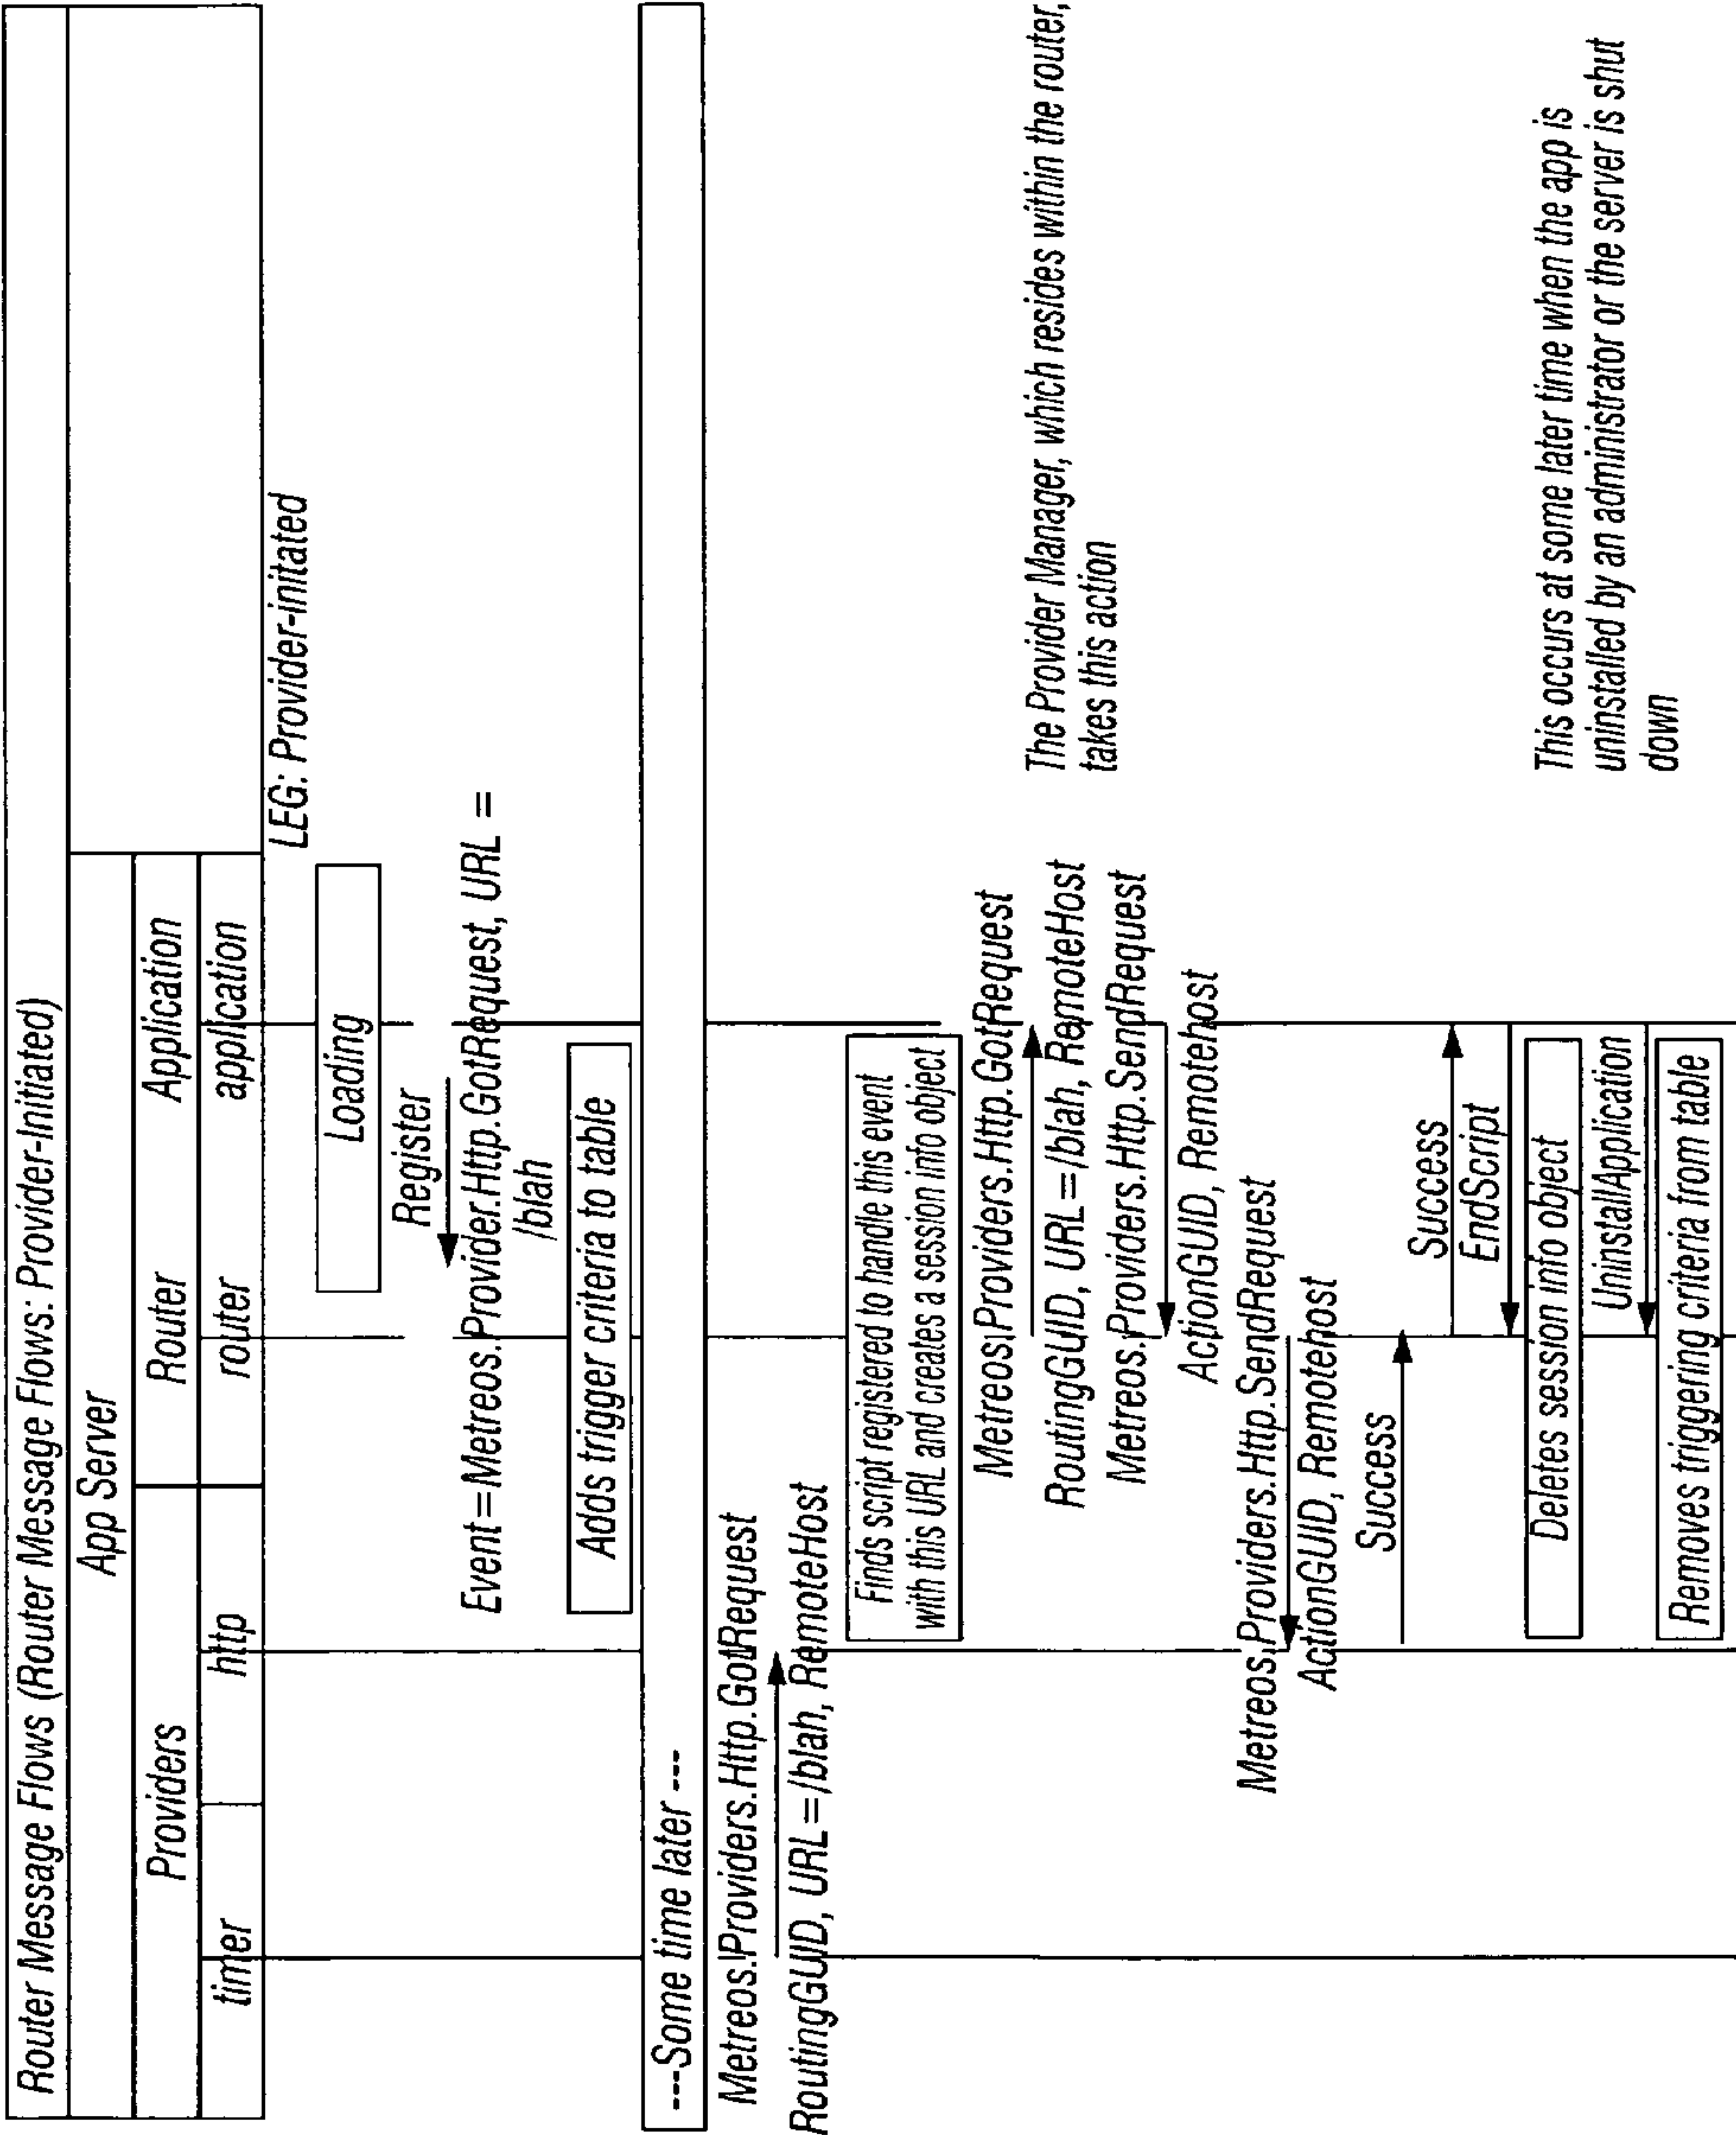 Router Message Flows (Router Message Flows: Provider-Initiated)
App Server
Providers
Router
Application
timer
http
router
application
LEG: Provider-initated
Loading
Register
Event=Metreos.Provider.Http.GotRequest, URL =
/blah
Adds trigger criteria to table
---Some time later ---
Metreos.Providers.Http.GotRequest
RoutingGUID, URL=/blah, RemoteHost
Finds script registered to handle this event
with this URL and creates a session info object
Metreos.Providers.Http.GotRequest
The Provider Manager, which resides within the router,
takes this action
RoutingGUID, URL=/blah, RemoteHost
Metreos.Providers.Http.SendRequest
ActionGUID, Remotehost
Metreos.Providers.Http.SendRequest
ActionGUID, Remotehost
Success
Success
EndScript
Deletes session info object
This occurs at some later time when the app is
uninstalled by an administrator or the server is shut
down
UninstallApplication
Removes triggering criteria from table